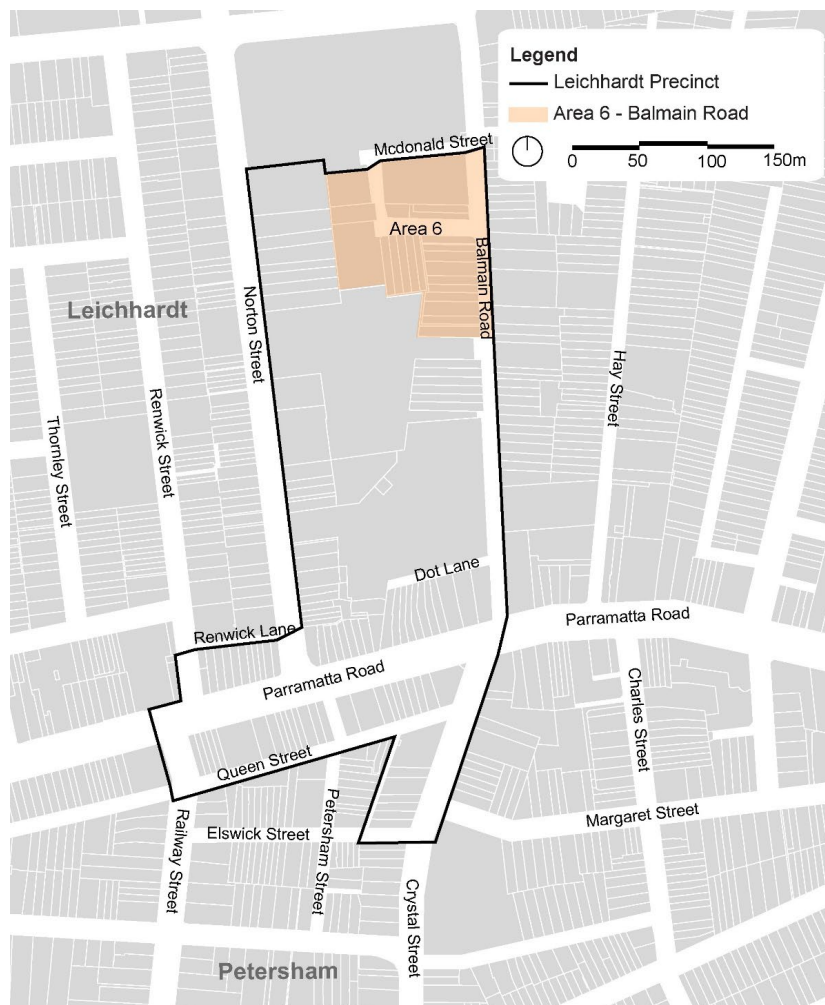 Legend
Leichhardt Precinct
Area 6 - Balmain Road
0 50 100 150m
Mcdonald Street
Area 6
Balmain Road
Leichhardt
Norton Street
Hay Street
Renwick Street
Thornley Street
Dot Lane
Renwick Lane
Parramatta Road
Parramatta Road
Charles Street
Queen Street
Petersham Street
Margaret Street
Elswick Street
Railway Street
Crystal Street
Petersham